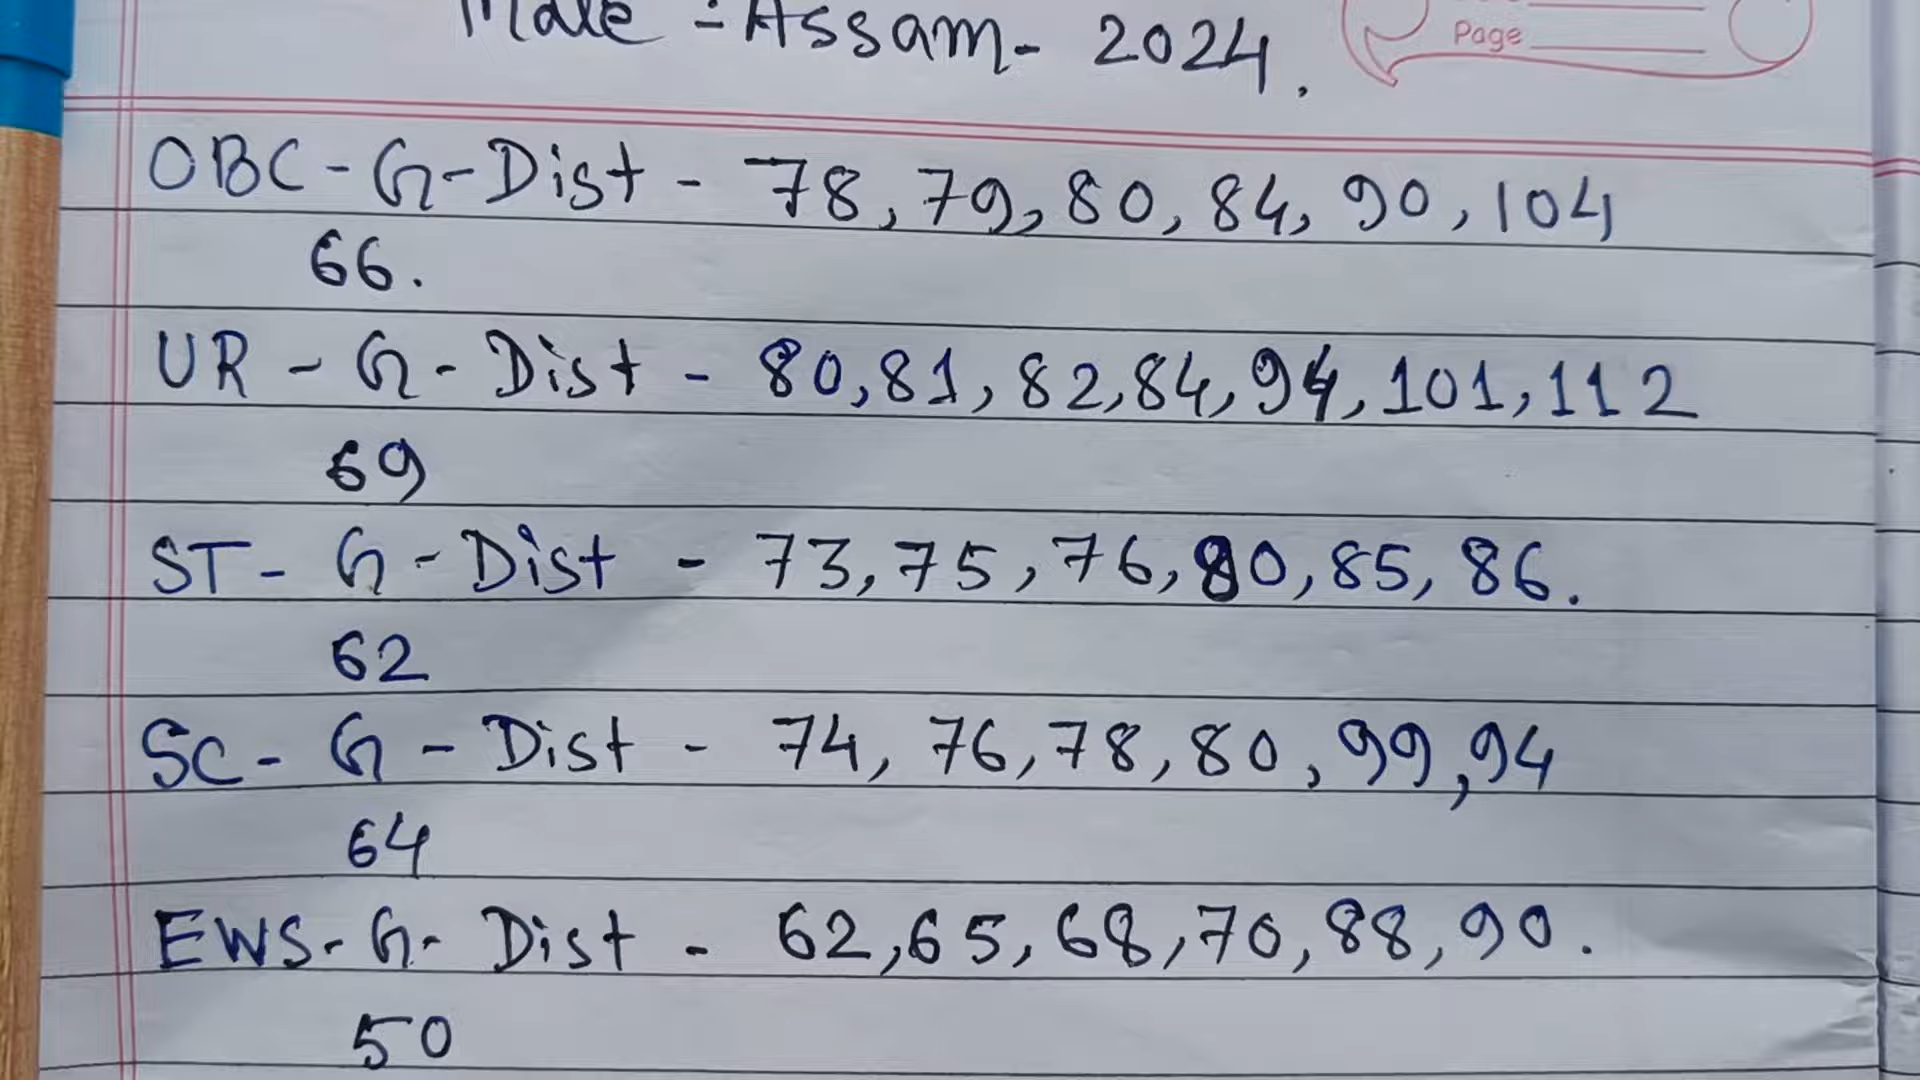 Male - Assam - 2024.
Page
OBC - G - Dist - 78, 79, 80, 84, 90, 104
66.
UR - G - Dist - 80, 81, 82, 84, 94, 101, 112
69
ST - G - Dist - 73, 75, 76, 80, 85, 86.
62
SC - G - Dist - 74, 76, 78, 80, 99, 94
64
EWS - G - Dist - 62, 65, 68, 70, 88, 90.
50